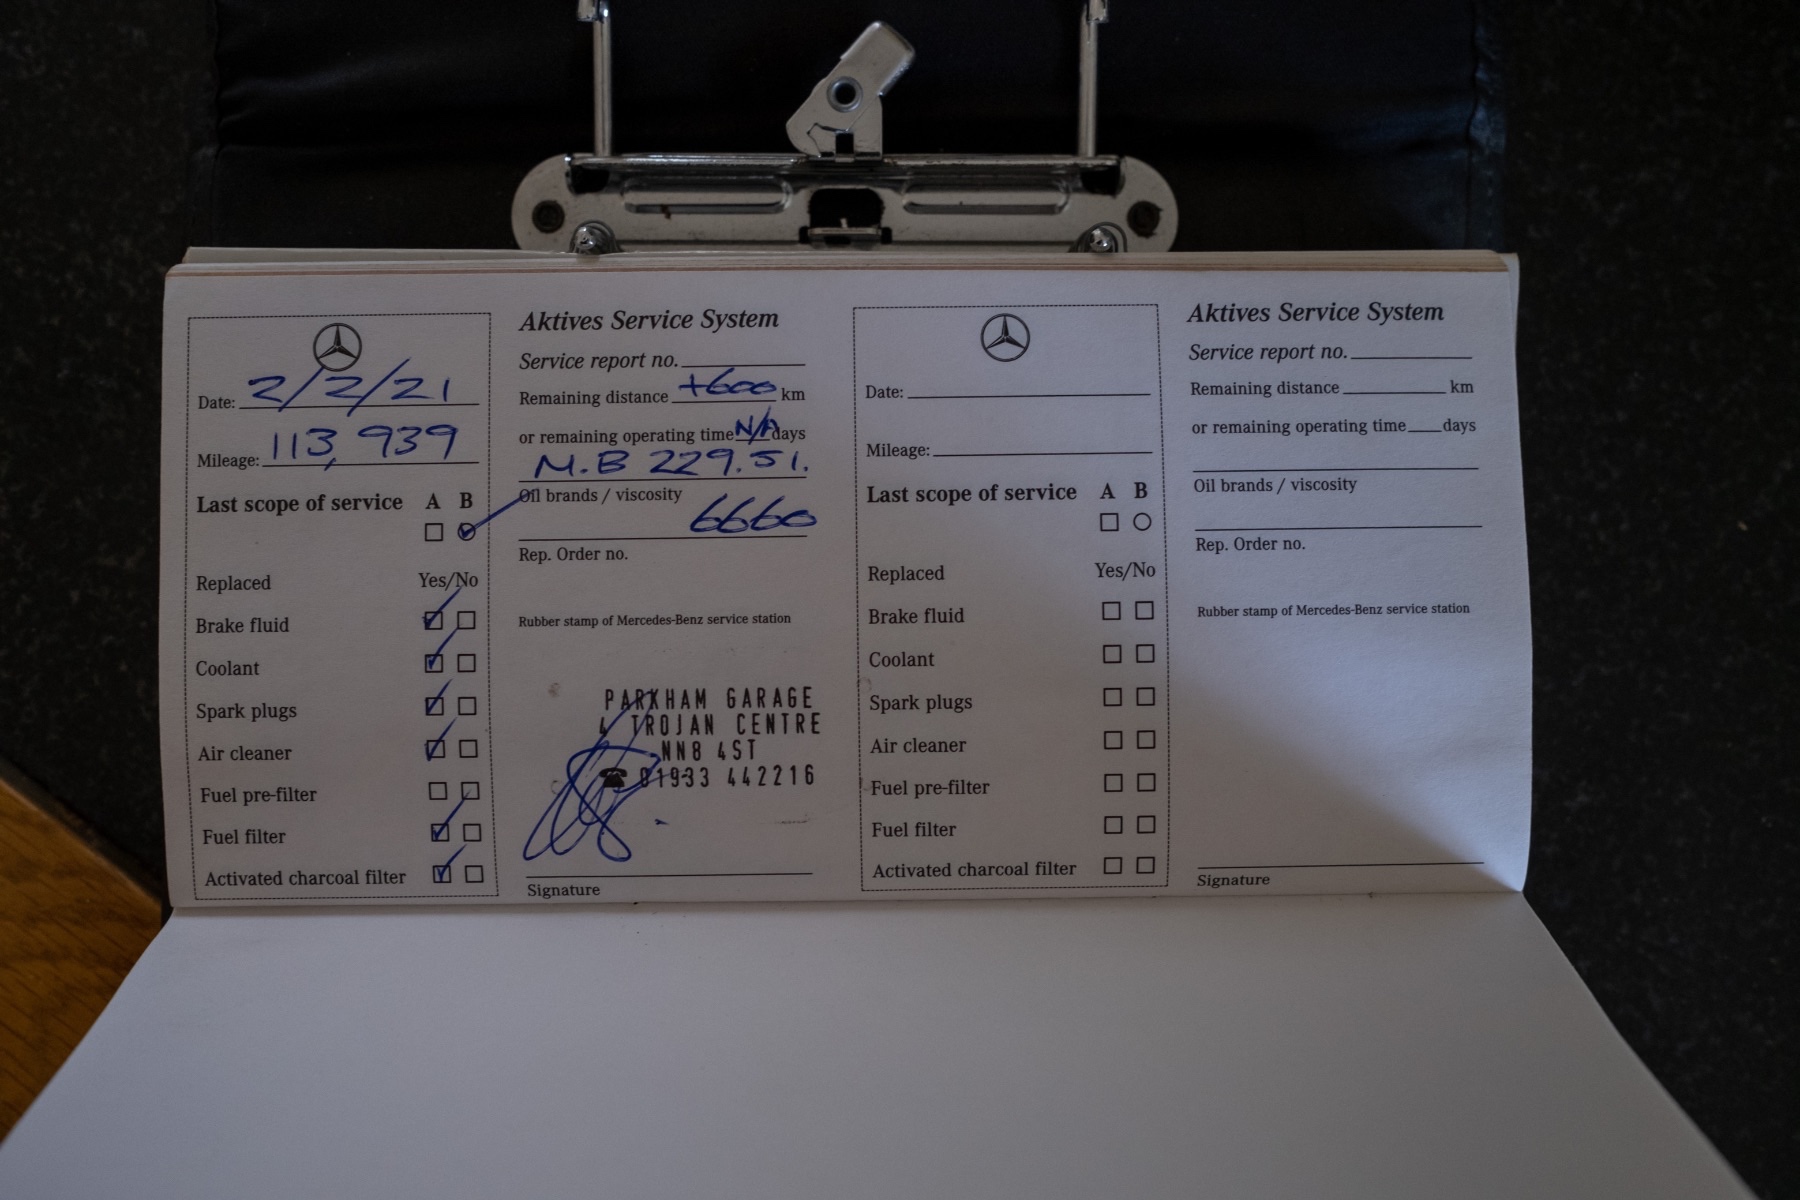 Date: 2/2/21
Mileage: 113,939
Last scope of service A B
Replaced Yes/No
Brake fluid
Coolant
Spark plugs
Air cleaner
Fuel pre-filter
Fuel filter
Activated charcoal filter
Aktives Service System
Service report no.
Remaining distance +600 km
or remaining operating time N/A days
M.B 229.51.
Oil brands / viscosity
6660
Rep. Order no.
Rubber stamp of Mercedes-Benz service station
PARKHAM GARAGE
4 TROJAN CENTRE
NN8 4ST
☎ 01933 442216
Signature
Date:
Mileage:
Last scope of service A B
Replaced Yes/No
Brake fluid
Coolant
Spark plugs
Air cleaner
Fuel pre-filter
Fuel filter
Activated charcoal filter
Aktives Service System
Service report no.
Remaining distance km
or remaining operating time days
Oil brands / viscosity
Rep. Order no.
Rubber stamp of Mercedes-Benz service station
Signature